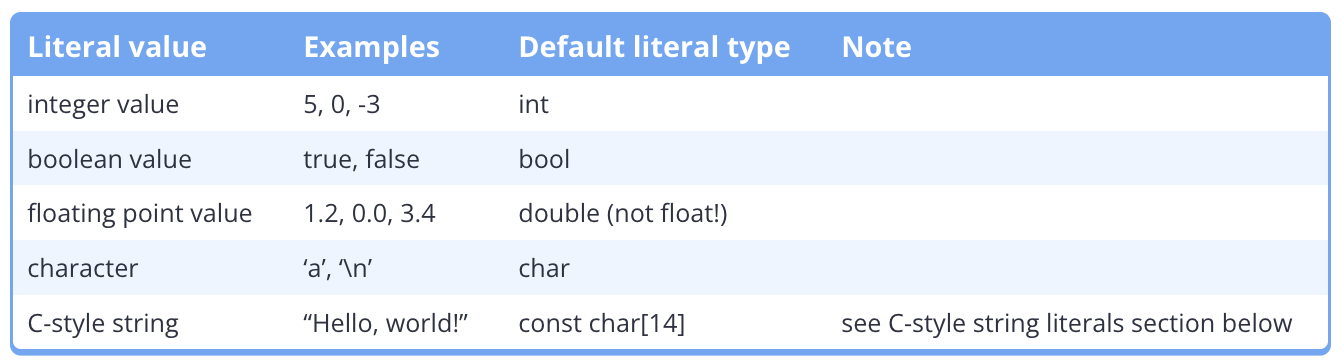 Literal value Examples Default literal type Note
integer value 5, 0, -3 int
boolean value true, false bool
floating point value 1.2, 0.0, 3.4 double (not float!)
character ‘a’, ‘\n’ char
C-style string “Hello, world!” const char[14] see C-style string literals section below